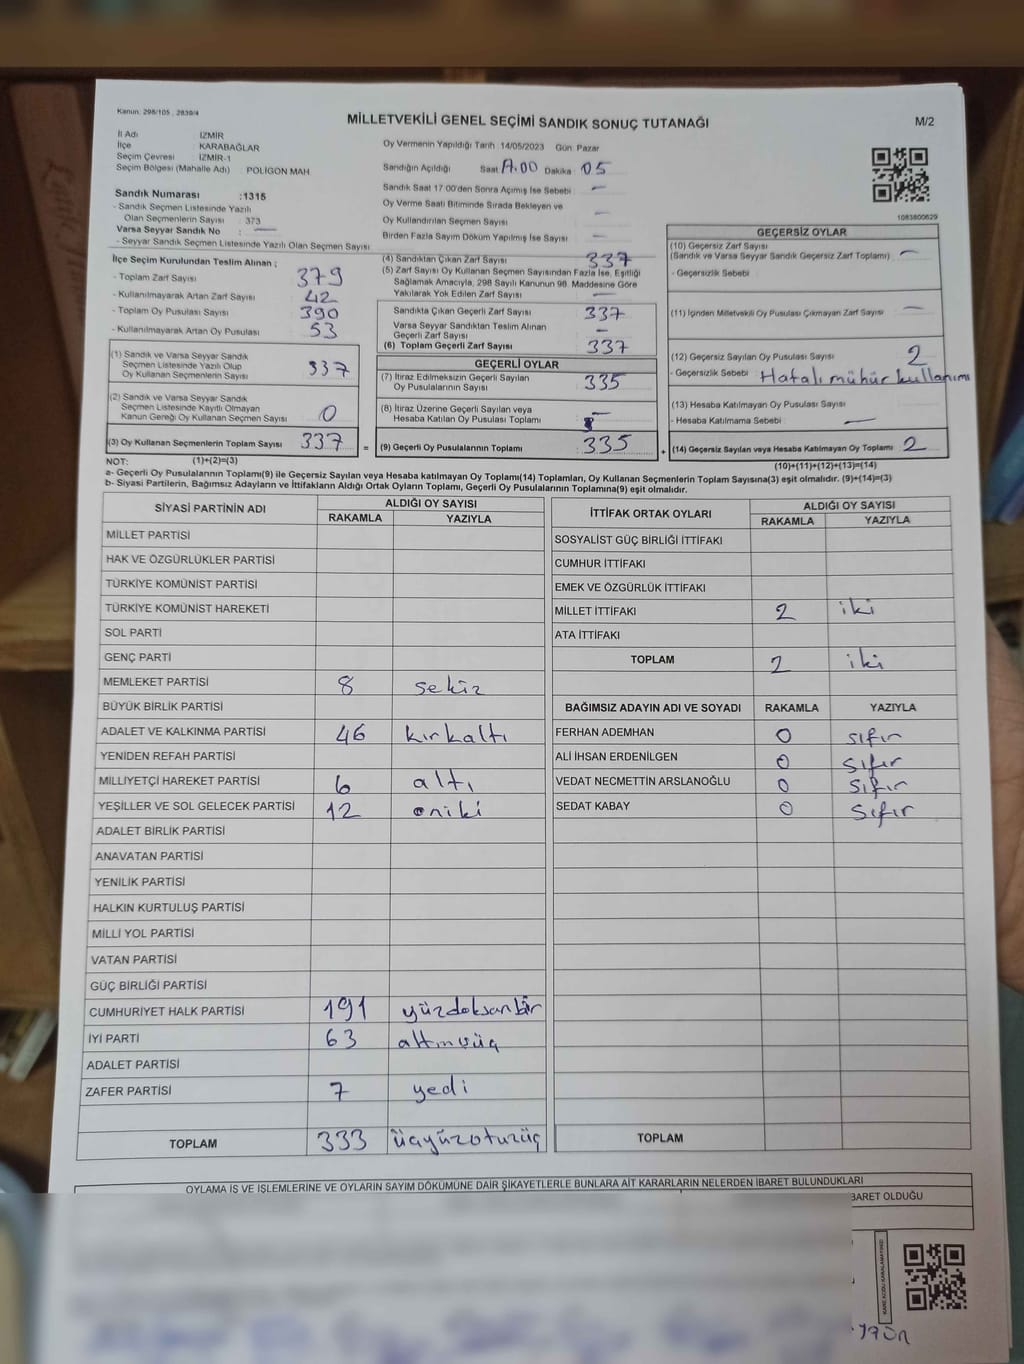 Kanun: 298/105 , 2839/4
MİLLETVEKİLİ GENEL SEÇİMİ SANDIK SONUÇ TUTANAĞI
M/2
İl Adı İZMİR
İlçe KARABAĞLAR
Seçim Çevresi İZMİR-1
Seçim Bölgesi (Mahalle Adı) POLİGON MAH
Sandık Numarası :1315
- Sandık Seçmen Listesinde Yazılı
Olan Seçmenlerin Sayısı : 373
Varsa Seyyar Sandık No : —
- Seyyar Sandık Seçmen Listesinde Yazılı Olan Seçmen Sayısı
Oy Vermenin Yapıldığı Tarih 14/05/2023 Gün Pazar
Sandığın Açıldığı Saat 17.00 Dakika 05
Sandık Saat 17:00'den Sonra Açımış İse Sebebi —
Oy Verme Saati Bitiminde Sırada Bekleyen ve
Oy Kullandırılan Seçmen Sayısı —
Birden Fazla Sayım Döküm Yapılmış İse Sayısı —
1083800629
İlçe Seçim Kurulundan Teslim Alınan ;
- Toplam Zarf Sayısı 379
- Kullanılmayarak Artan Zarf Sayısı 42
- Toplam Oy Pusulası Sayısı 390
- Kullanılmayarak Artan Oy Pusulası 53
(1) Sandık ve Varsa Seyyar Sandık
Seçmen Listesinde Yazılı Olup
Oy Kullanan Seçmenlerin Sayısı 337
(2) Sandık ve Varsa Seyyar Sandık
Seçmen Listesinde Kayıtlı Olmayan
Kanun Gereği Oy Kullanan Seçmen Sayısı 0
(3) Oy Kullanan Seçmenlerin Toplam Sayısı 337 =
(4) Sandıktan Çıkan Zarf Sayısı 337
(5) Zarf Sayısı Oy Kullanan Seçmen Sayısından Fazla İse, Eşitliği
Sağlamak Amacıyla, 298 Sayılı Kanunun 98. Maddesine Göre
Yakılarak Yok Edilen Zarf Sayısı —
Sandıkta Çıkan Geçerli Zarf Sayısı 337
Varsa Seyyar Sandıktan Teslim Alınan
Geçerli Zarf Sayısı —
(6) Toplam Geçerli Zarf Sayısı 337
GEÇERLİ OYLAR
(7) İtiraz Edilmeksizin Geçerli Sayılan
Oy Pusulalarının Sayısı 335
(8) İtiraz Üzerine Geçerli Sayılan veya
Hesaba Katılan Oy Pusulası Toplamı —
(9) Geçerli Oy Pusulalarının Toplamı 335 +
GEÇERSİZ OYLAR
(10) Geçersiz Zarf Sayısı
(Sandık ve Varsa Seyyar Sandık Geçersiz Zarf Toplamı) —
- Geçersizlik Sebebi
(11) İçinden Milletvekili Oy Pusulası Çıkmayan Zarf Sayısı —
(12) Geçersiz Sayılan Oy Pusulası Sayısı 2
- Geçersizlik Sebebi Hatalı mühür kullanımı
(13) Hesaba Katılmayan Oy Pusulası Sayısı
- Hesaba Katılmama Sebebi —
(14) Geçersiz Sayılan veya Hesaba Katılmayan Oy Toplamı 2
NOT: (1)+(2)=(3)
(10)+(11)+(12)+(13)=(14)
a- Geçerli Oy Pusulalarının Toplamı(9) ile Geçersiz Sayılan veya Hesaba katılmayan Oy Toplamı(14) Toplamları, Oy Kullanan Seçmenlerin Toplam Sayısına(3) eşit olmalıdır. (9)+(14)=(3)
b- Siyasi Partilerin, Bağımsız Adayların ve İttifakların Aldığı Ortak Oyların Toplamı, Geçerli Oy Pusulalarının Toplamına(9) eşit olmalıdır.
SİYASİ PARTİNİN ADI ALDIĞI OY SAYISI
RAKAMLA YAZIYLA
MİLLET PARTİSİ
HAK VE ÖZGÜRLÜKLER PARTİSİ
TÜRKİYE KOMÜNİST PARTİSİ
TÜRKİYE KOMÜNİST HAREKETİ
SOL PARTİ
GENÇ PARTİ
MEMLEKET PARTİSİ 8 sekiz
BÜYÜK BİRLİK PARTİSİ
ADALET VE KALKINMA PARTİSİ 46 kırkaltı
YENİDEN REFAH PARTİSİ
MİLLİYETÇİ HAREKET PARTİSİ 6 altı
YEŞİLLER VE SOL GELECEK PARTİSİ 12 oniki
ADALET BİRLİK PARTİSİ
ANAVATAN PARTİSİ
YENİLİK PARTİSİ
HALKIN KURTULUŞ PARTİSİ
MİLLİ YOL PARTİSİ
VATAN PARTİSİ
GÜÇ BİRLİĞİ PARTİSİ
CUMHURİYET HALK PARTİSİ 191 yüzdoksanbir
İYİ PARTİ 63 altmışüç
ADALET PARTİSİ
ZAFER PARTİSİ 7 yedi
TOPLAM 333 üçyüzotuzüç
İTTİFAK ORTAK OYLARI ALDIĞI OY SAYISI
RAKAMLA YAZIYLA
SOSYALİST GÜÇ BİRLİĞİ İTTİFAKI
CUMHUR İTTİFAKI
EMEK VE ÖZGÜRLÜK İTTİFAKI
MİLLET İTTİFAKI 2 iki
ATA İTTİFAKI
TOPLAM 2 iki
BAĞIMSIZ ADAYIN ADI VE SOYADI RAKAMLA YAZIYLA
FERHAN ADEMHAN 0 sıfır
ALİ İHSAN ERDENİLGEN 0 sıfır
VEDAT NECMETTİN ARSLANOĞLU 0 sıfır
SEDAT KABAY 0 sıfır
TOPLAM
OYLAMA İŞ VE İŞLEMLERİNE VE OYLARIN SAYIM DÖKÜMÜNE DAİR ŞİKAYETLERLE BUNLARA AİT KARARLARIN NELERDEN İBARET BULUNDUKLARI
BARET OLDUĞU
KARE KODU KARALAMAYINIZ!